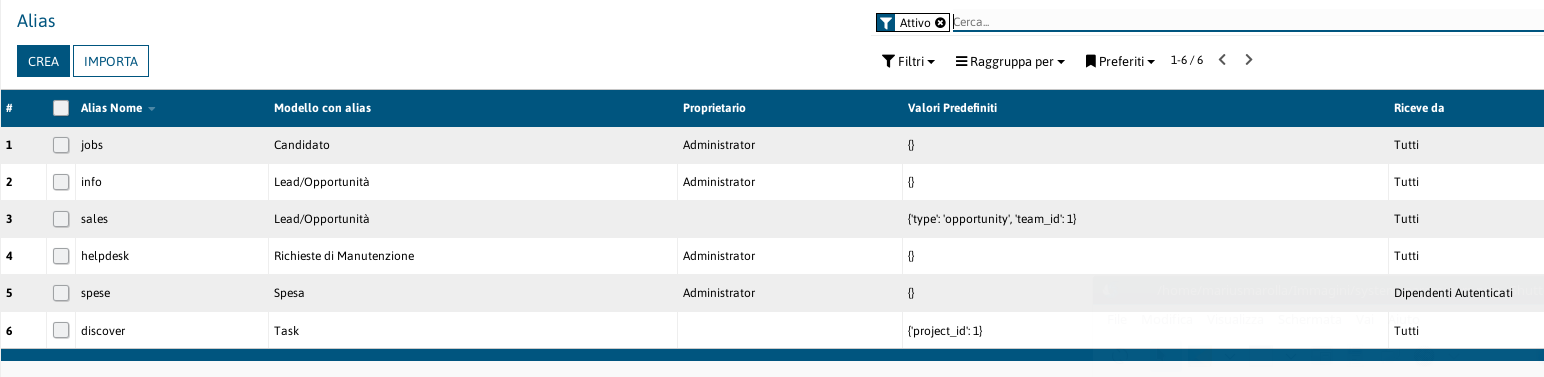 Alias
Attivo Cerca...
CREA IMPORTA
Filtri Raggruppa per Preferiti 1-6 / 6
# Alias Nome Modello con alias Proprietario Valori Predefiniti Riceve da
1 jobs Candidato Administrator {} Tutti
2 info Lead/Opportunità Administrator {} Tutti
3 sales Lead/Opportunità {'type': 'opportunity', 'team_id': 1} Tutti
4 helpdesk Richieste di Manutenzione Administrator {} Tutti
5 spese Spesa Administrator {} Dipendenti Autenticati
6 discover Task {'project_id': 1} Tutti